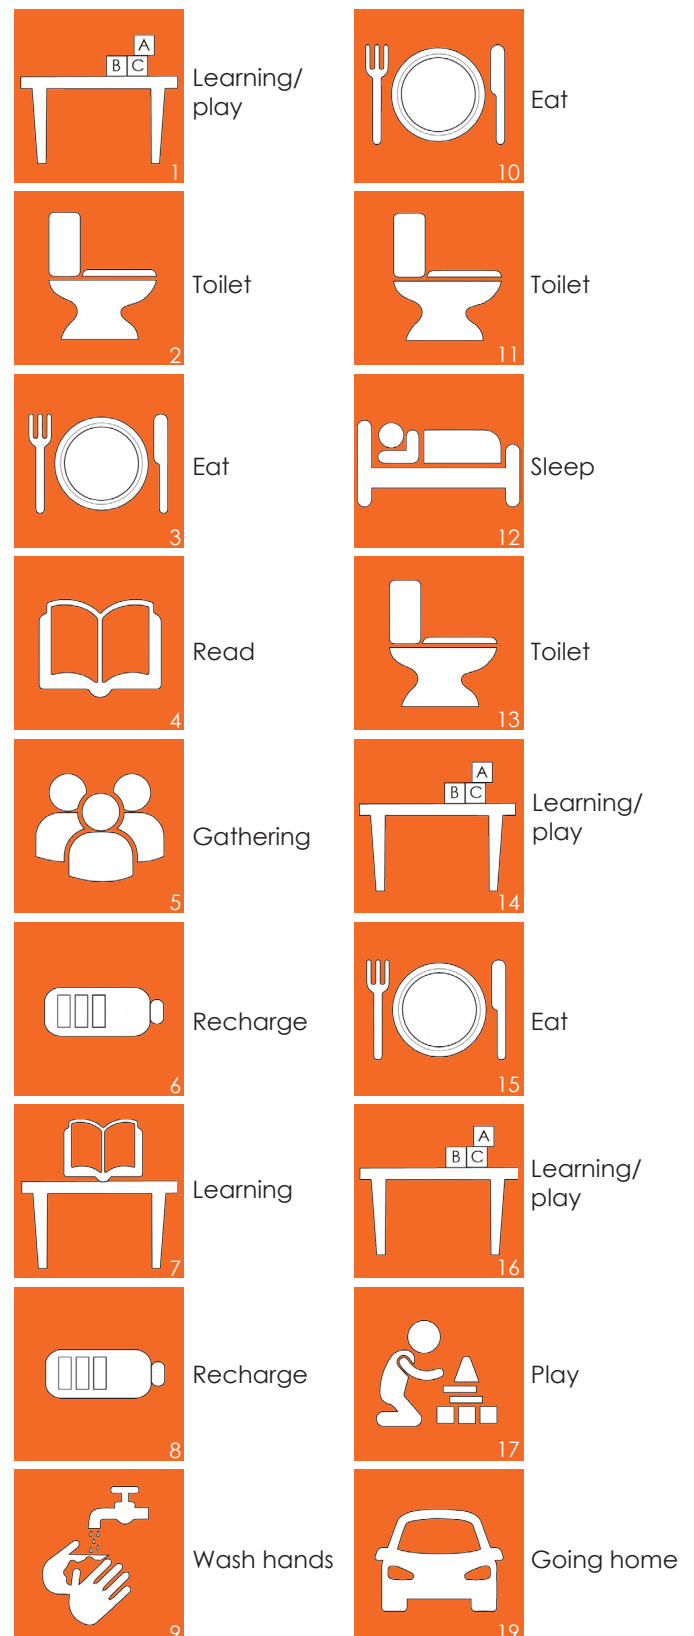 A
B C
Learning/
play
1
Toilet
2
Eat
3
Read
4
Gathering
5
Recharge
6
Learning
7
Recharge
8
Wash hands
9
Eat
10
Toilet
11
Sleep
12
Toilet
13
A
B C
Learning/
play
14
Eat
15
A
B C
Learning/
play
16
Play
17
Going home
19